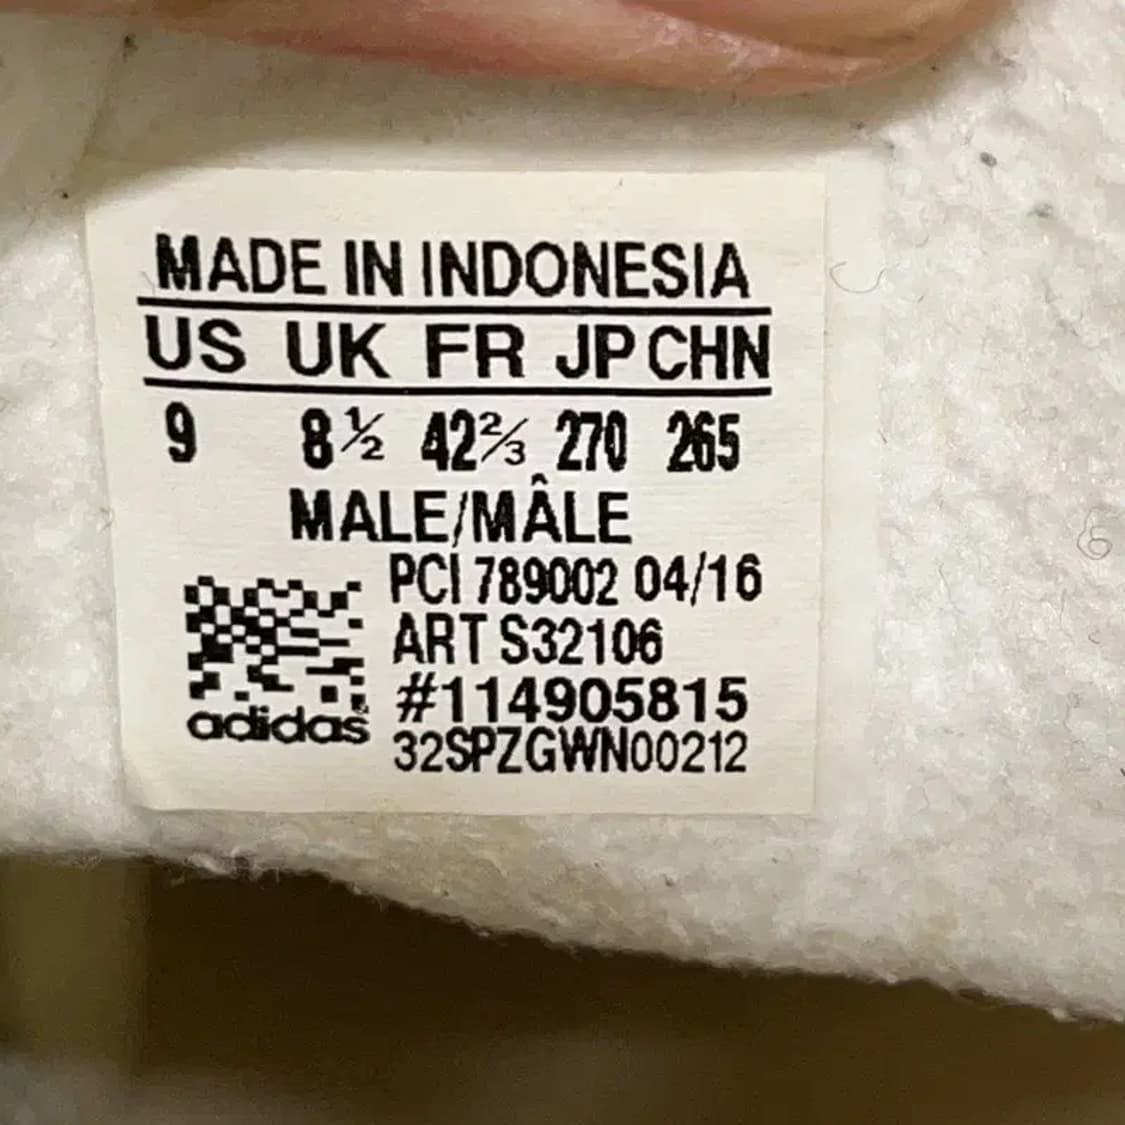 MADE IN INDONESIA
US UK FR JP CHN
9 8½ 42⅔ 270 265
MALE/MÂLE
PCI 789002 04/16
ART S32106
#114905815
adidas
32SPZGWN00212